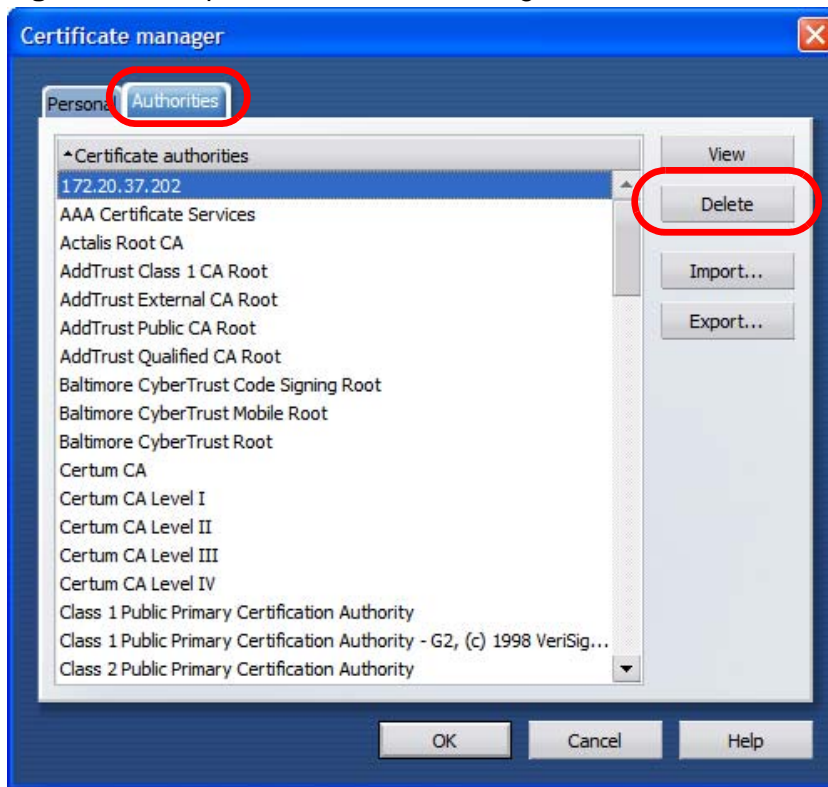 Certificate manager
Personal
Authorities
Certificate authorities
172.20.37.202
AAA Certificate Services
Actalis Root CA
AddTrust Class 1 CA Root
AddTrust External CA Root
AddTrust Public CA Root
AddTrust Qualified CA Root
Baltimore CyberTrust Code Signing Root
Baltimore CyberTrust Mobile Root
Baltimore CyberTrust Root
Certum CA
Certum CA Level I
Certum CA Level II
Certum CA Level III
Certum CA Level IV
Class 1 Public Primary Certification Authority
Class 1 Public Primary Certification Authority - G2, (c) 1998 VeriSig...
Class 2 Public Primary Certification Authority
View
Delete
Import...
Export...
OK
Cancel
Help